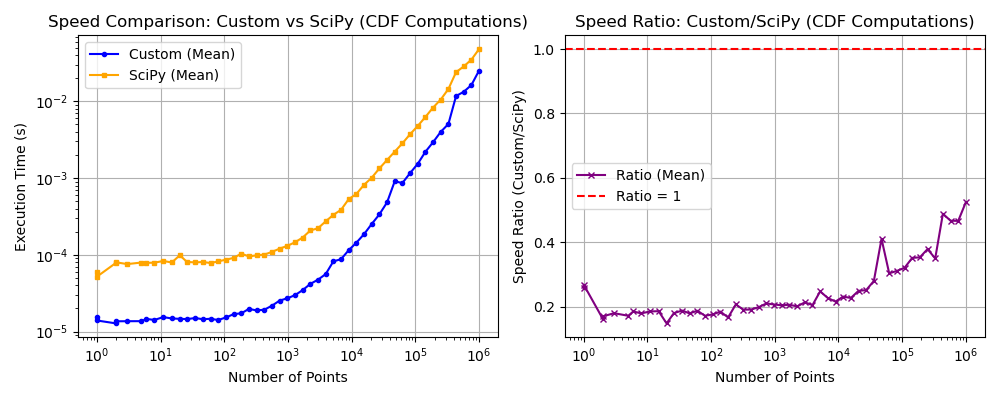 Speed Comparison: Custom vs SciPy (CDF Computations)
Custom (Mean)
SciPy (Mean)
Execution Time (s)
10⁻²
10⁻³
10⁻⁴
10⁻⁵
10⁰ 10¹ 10² 10³ 10⁴ 10⁵ 10⁶
Number of Points
Speed Ratio: Custom/SciPy (CDF Computations)
Speed Ratio (Custom/SciPy)
1.0
0.8
0.6
0.4
0.2
Ratio (Mean)
Ratio = 1
10⁰ 10¹ 10² 10³ 10⁴ 10⁵ 10⁶
Number of Points